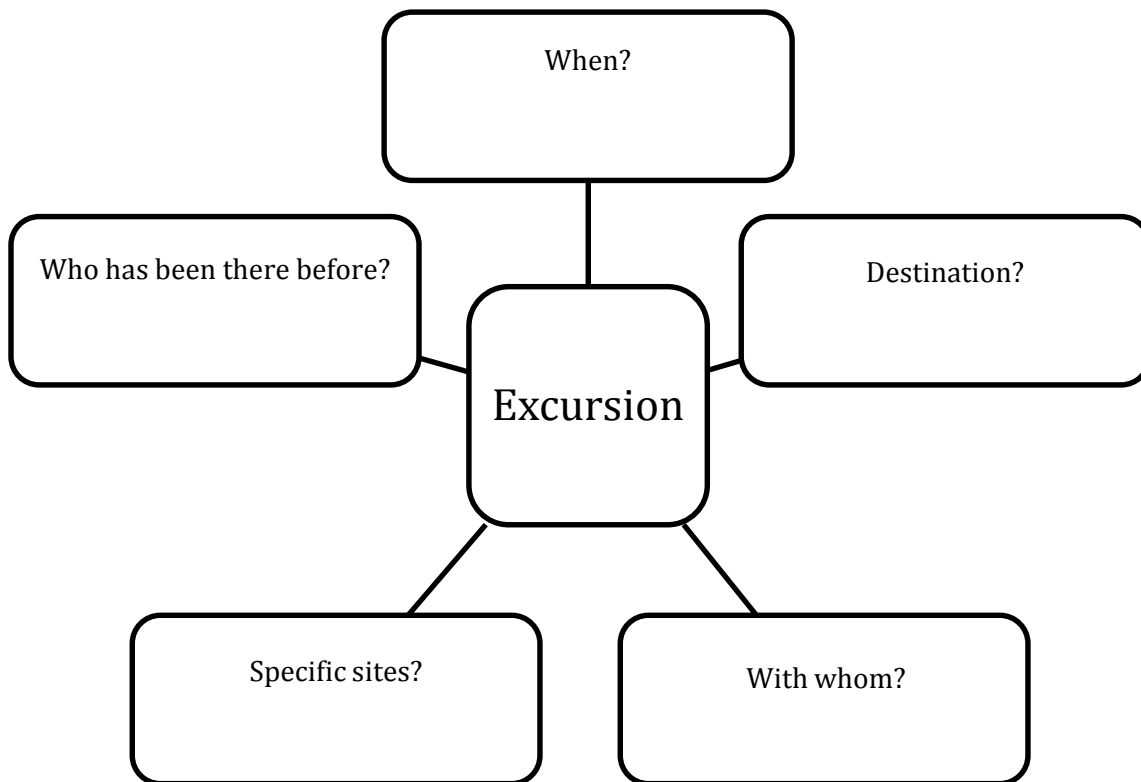 When?
Who has been there before?
Destination?
Excursion
Specific sites?
With whom?